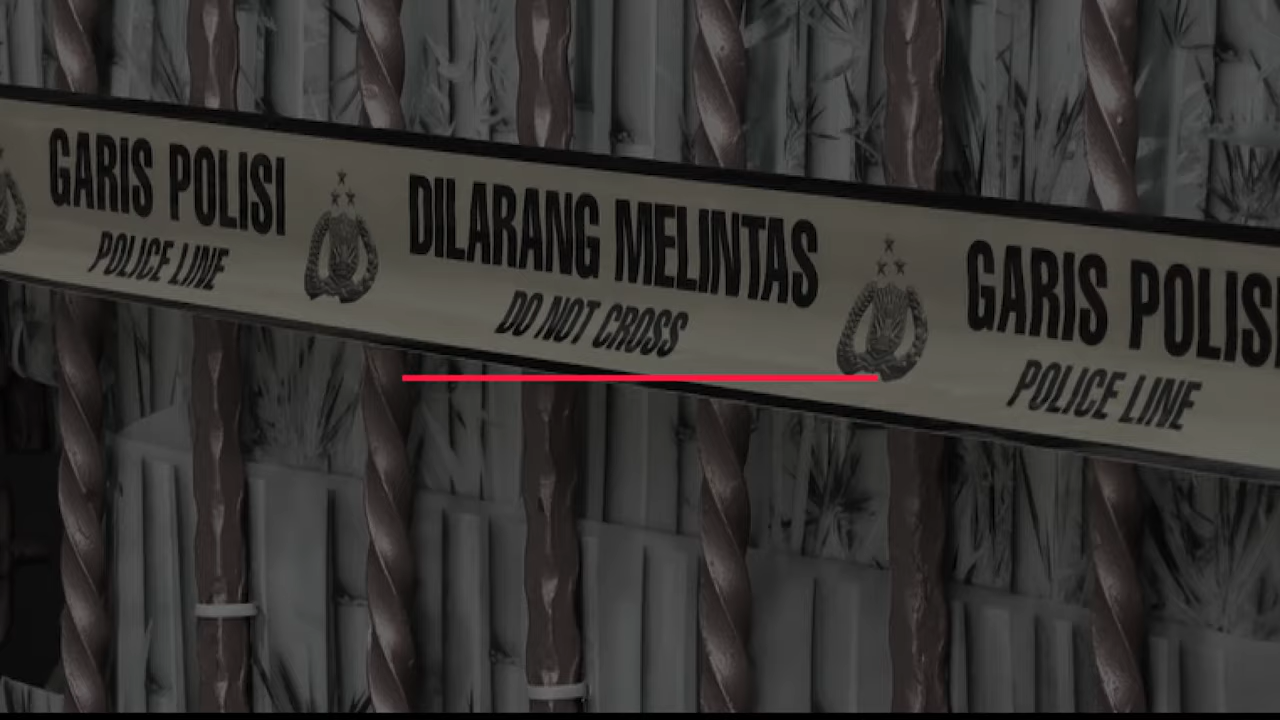 GARIS POLISI
POLICE LINE
DILARANG MELINTAS
DO NOT CROSS
GARIS POLISI
POLICE LINE